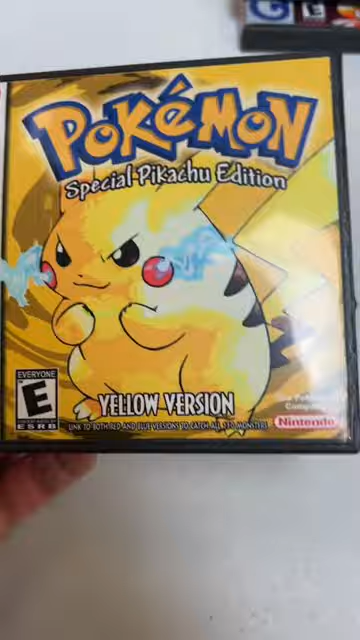 G
E
POKéMON
Special Pikachu Edition
EVERYONE
E
ESRB
YELLOW VERSION
LINK TO BOTH RED AND BLUE VERSIONS TO CATCH ALL 150 MONSTERS
Nintendo